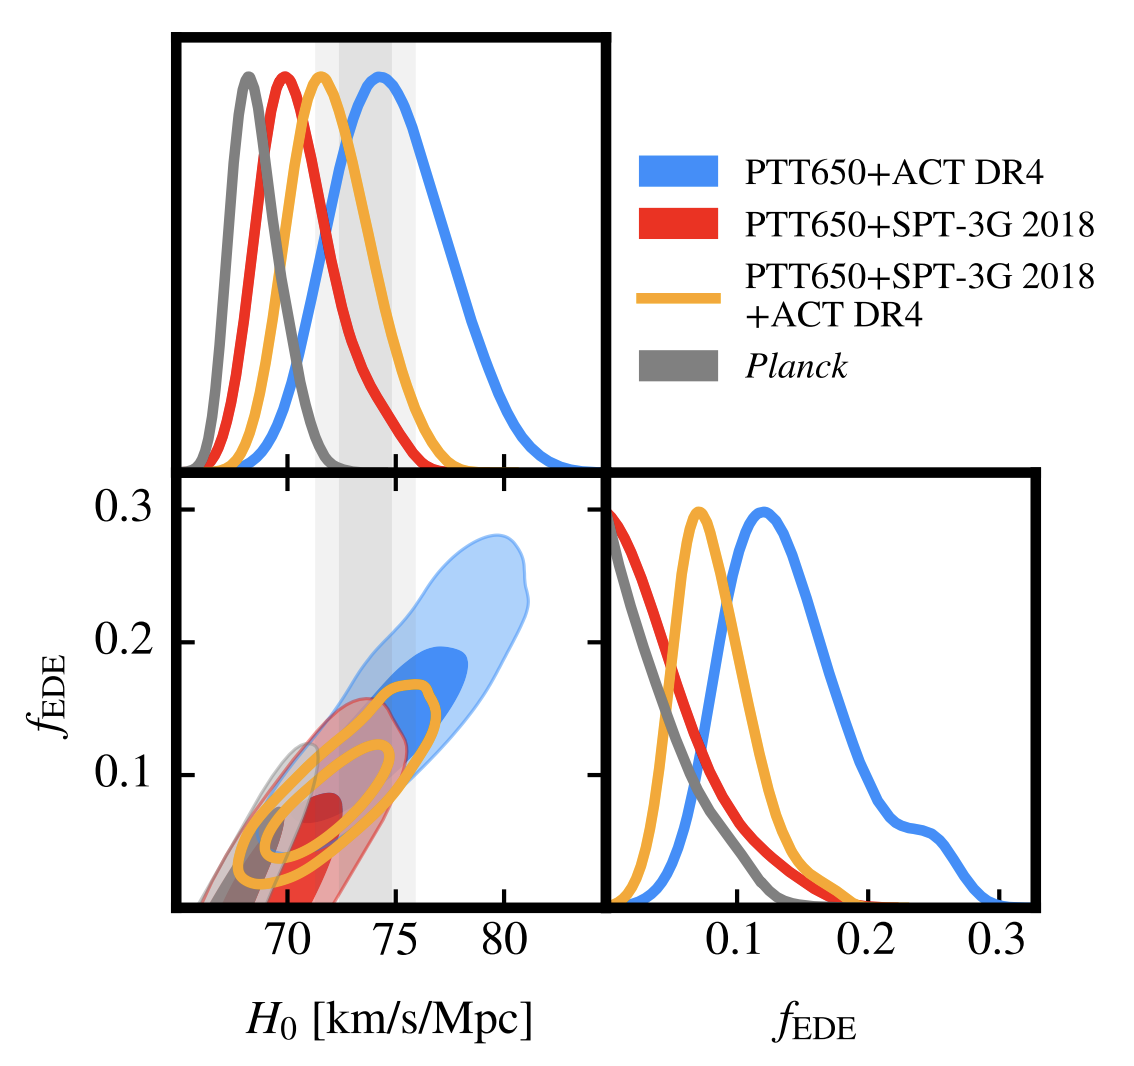 PTT650+ACT DR4
PTT650+SPT-3G 2018
PTT650+SPT-3G 2018
+ACT DR4
Planck
0.3
0.2
0.1
fEDE
70 75 80
0.1 0.2 0.3
H0 [km/s/Mpc]
fEDE